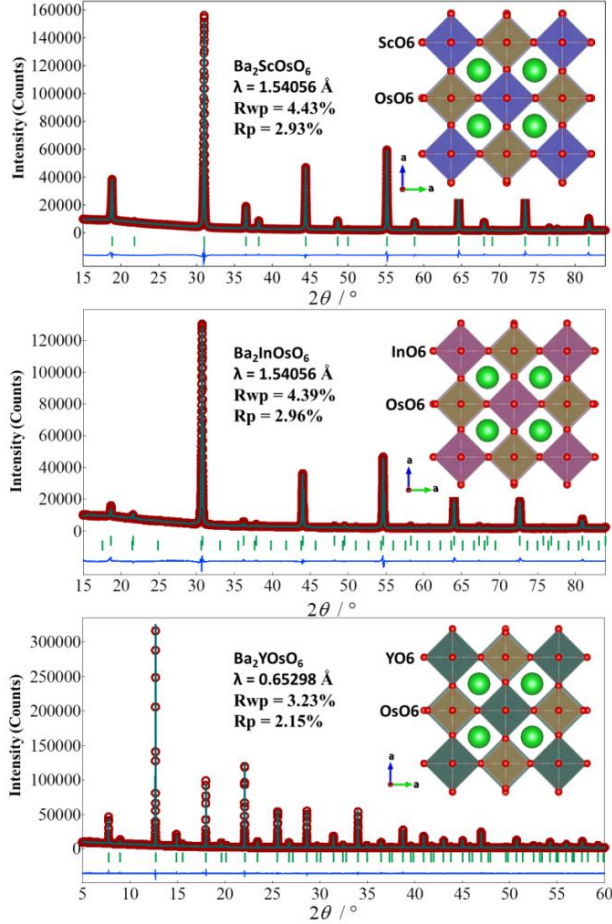 160000
140000
120000
100000
80000
60000
40000
20000
0
Intensity (Counts)
Ba₂ScOsO₆
λ = 1.54056 Å
Rwp = 4.43%
Rp = 2.93%
ScO6
OsO6
a
a
15 20 25 30 35 40 45 50 55 60 65 70 75 80
2θ / °
120000
100000
80000
60000
40000
20000
0
Intensity (Counts)
Ba₂InOsO₆
λ = 1.54056 Å
Rwp = 4.39%
Rp = 2.96%
InO6
OsO6
a
a
15 20 25 30 35 40 45 50 55 60 65 70 75 80
2θ / °
300000
250000
200000
150000
100000
50000
0
Intensity (Counts)
Ba₂YOsO₆
λ = 0.65298 Å
Rwp = 3.23%
Rp = 2.15%
YO6
OsO6
a
a
5 10 15 20 25 30 35 40 45 50 55 60
2θ / °